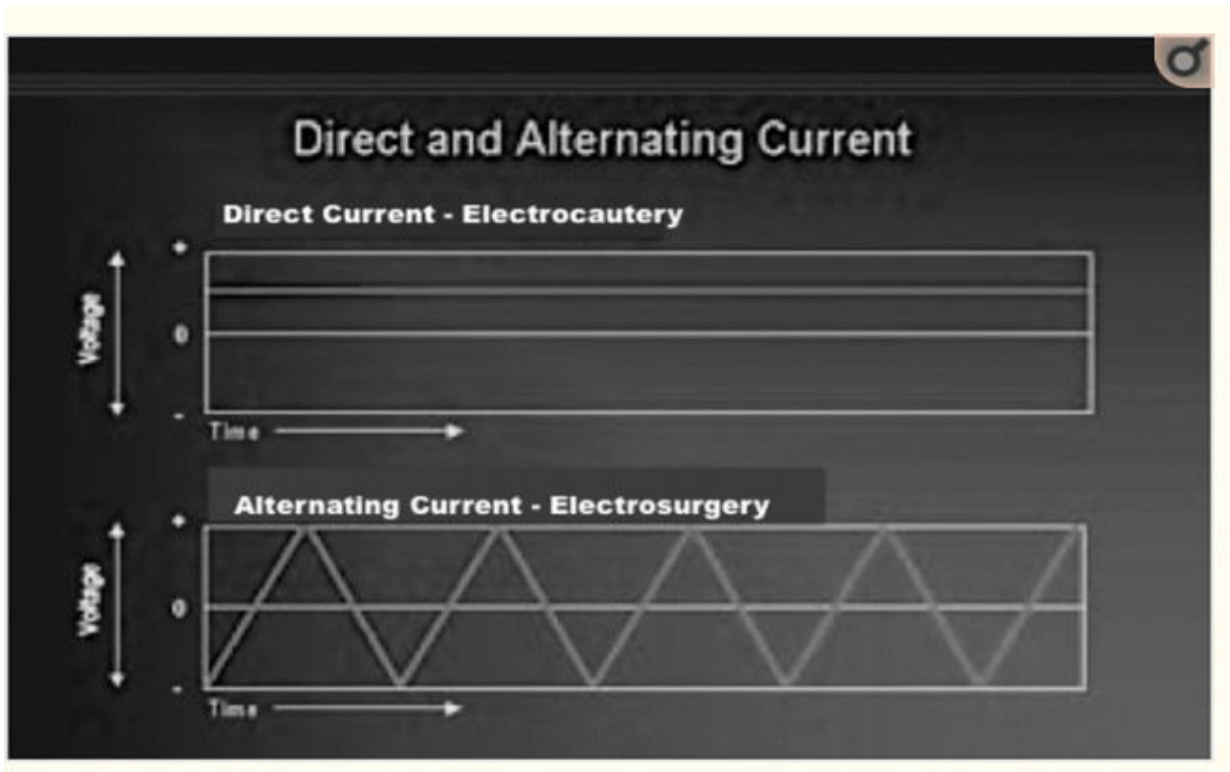 Direct and Alternating Current
Direct Current - Electrocautery
+
Voltage
0
-
Time
Alternating Current - Electrosurgery
+
Voltage
0
-
Time